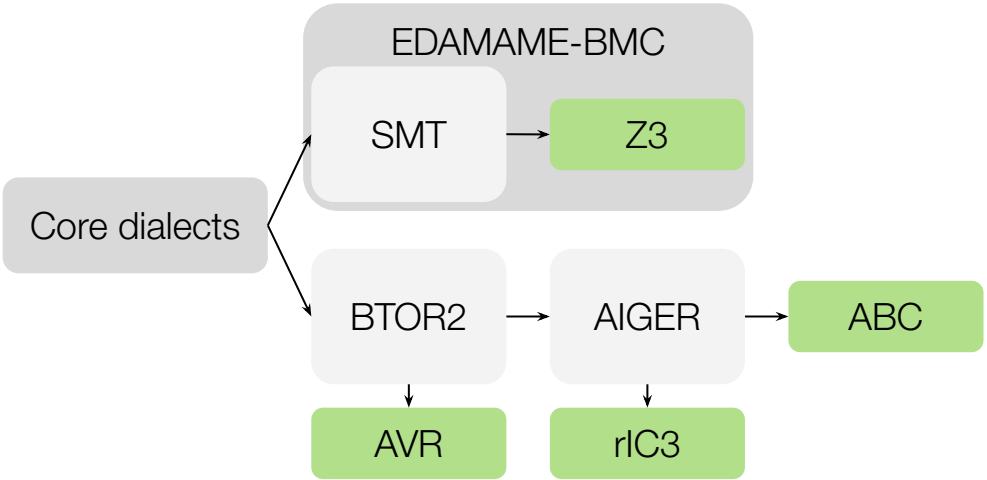 EDAMAME-BMC
SMT
Z3
Core dialects
BTOR2
AIGER
ABC
AVR
rIC3